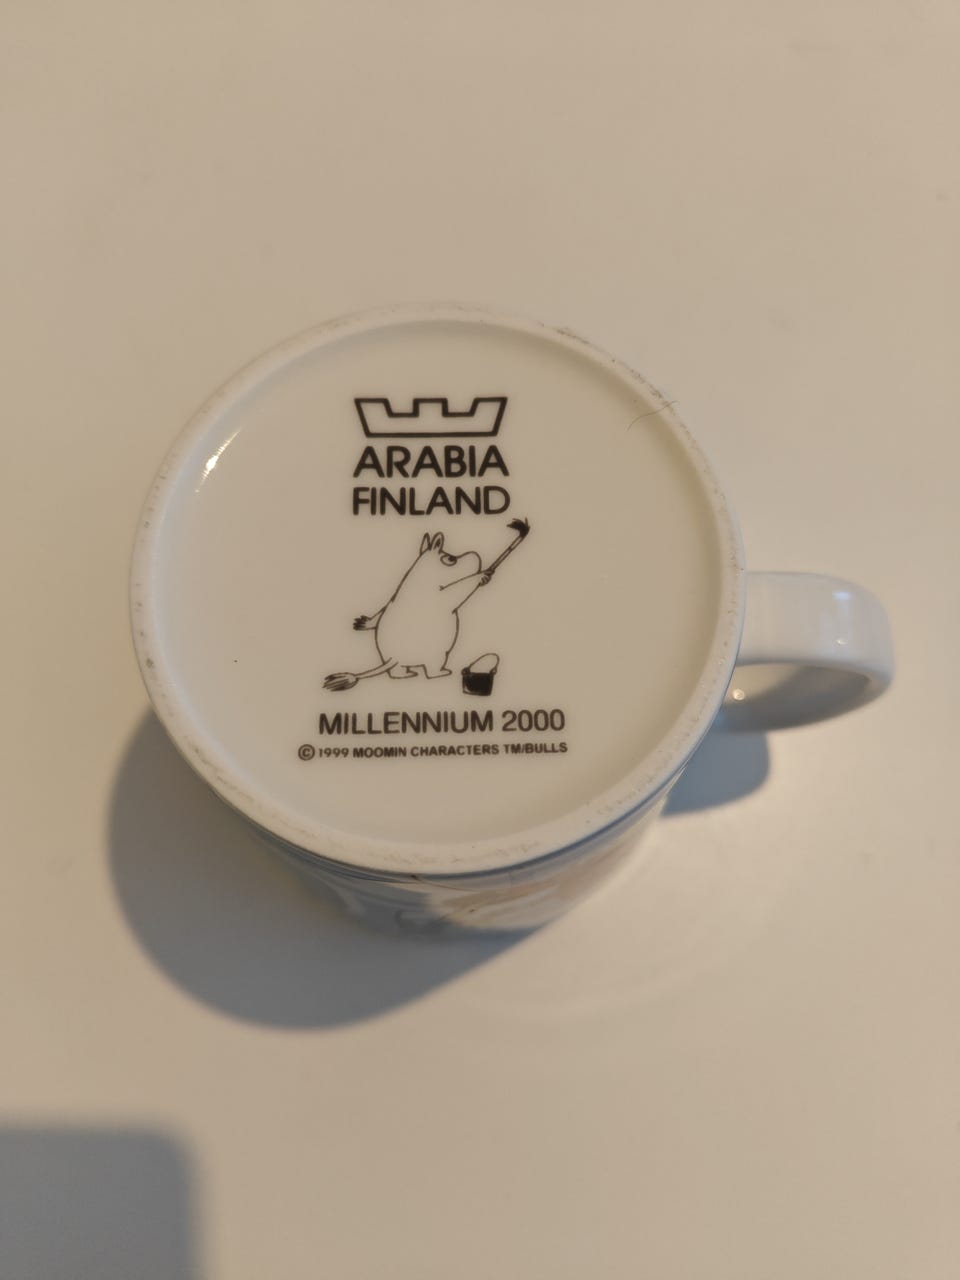 ARABIA
FINLAND
MILLENNIUM 2000
©1999 MOOMIN CHARACTERS TM/BULLS